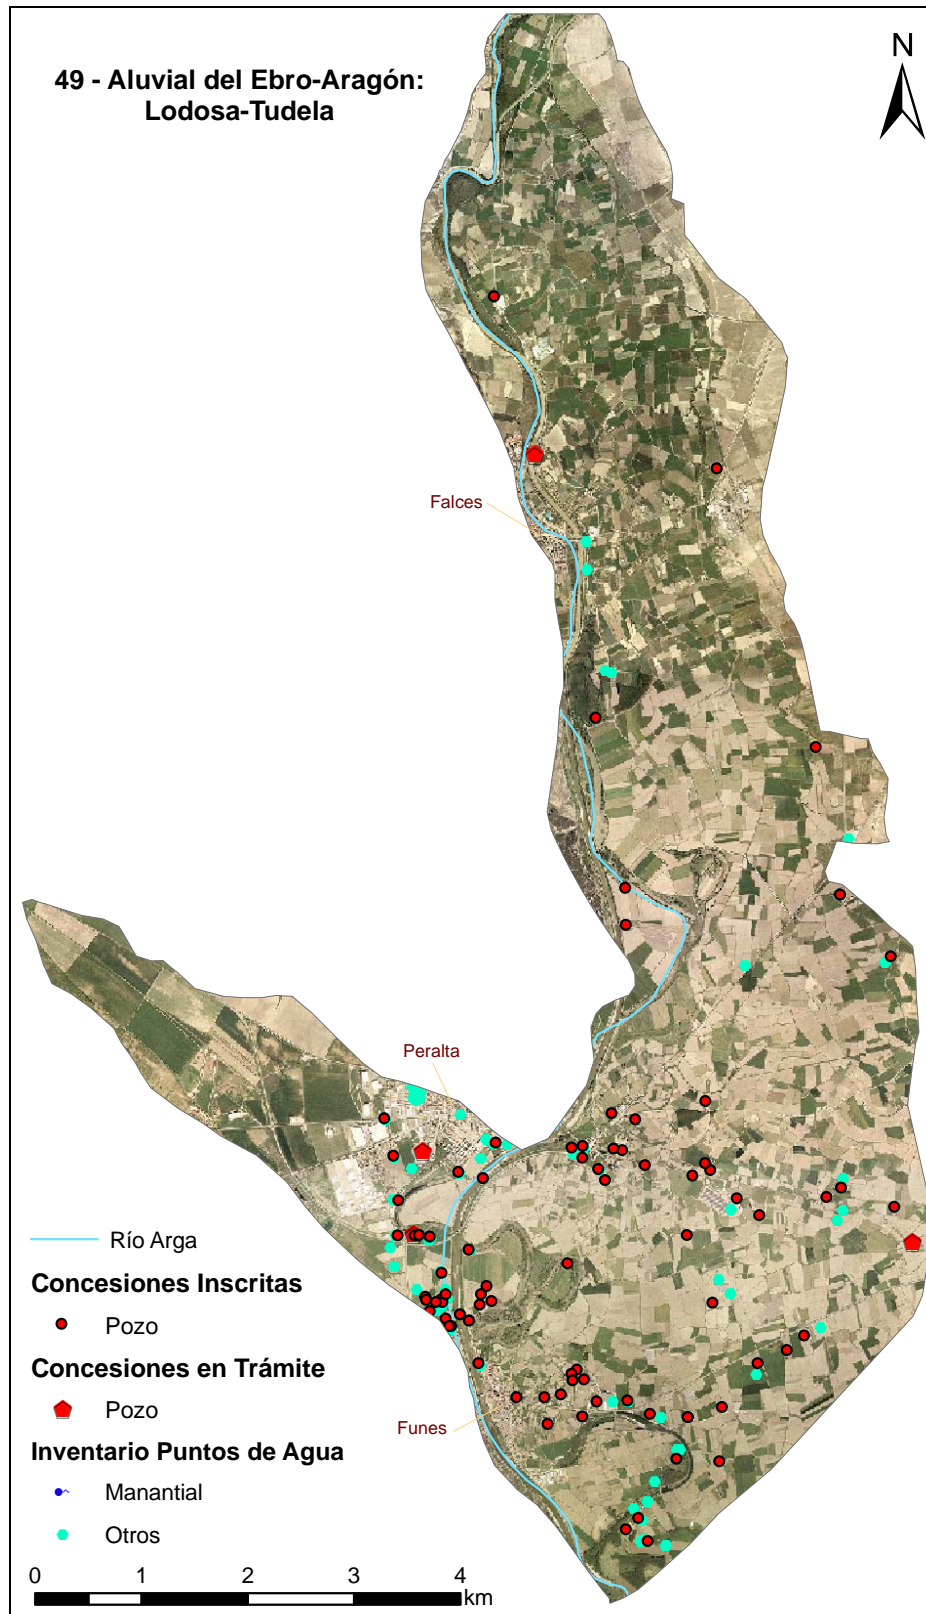 49 - Aluvial del Ebro-Aragón:
Lodosa-Tudela
N
Falces
Peralta
Río Arga
Concesiones Inscritas
Pozo
Concesiones en Trámite
Pozo
Funes
Inventario Puntos de Agua
Manantial
Otros
0 1 2 3 4
km